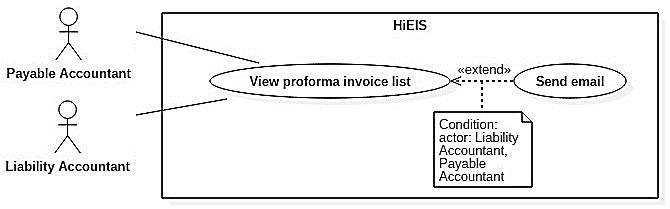 HiEIS
Payable Accountant
View proforma invoice list
«extend»
Send email
Liability Accountant
Condition:
actor: Liability
Accountant,
Payable
Accountant